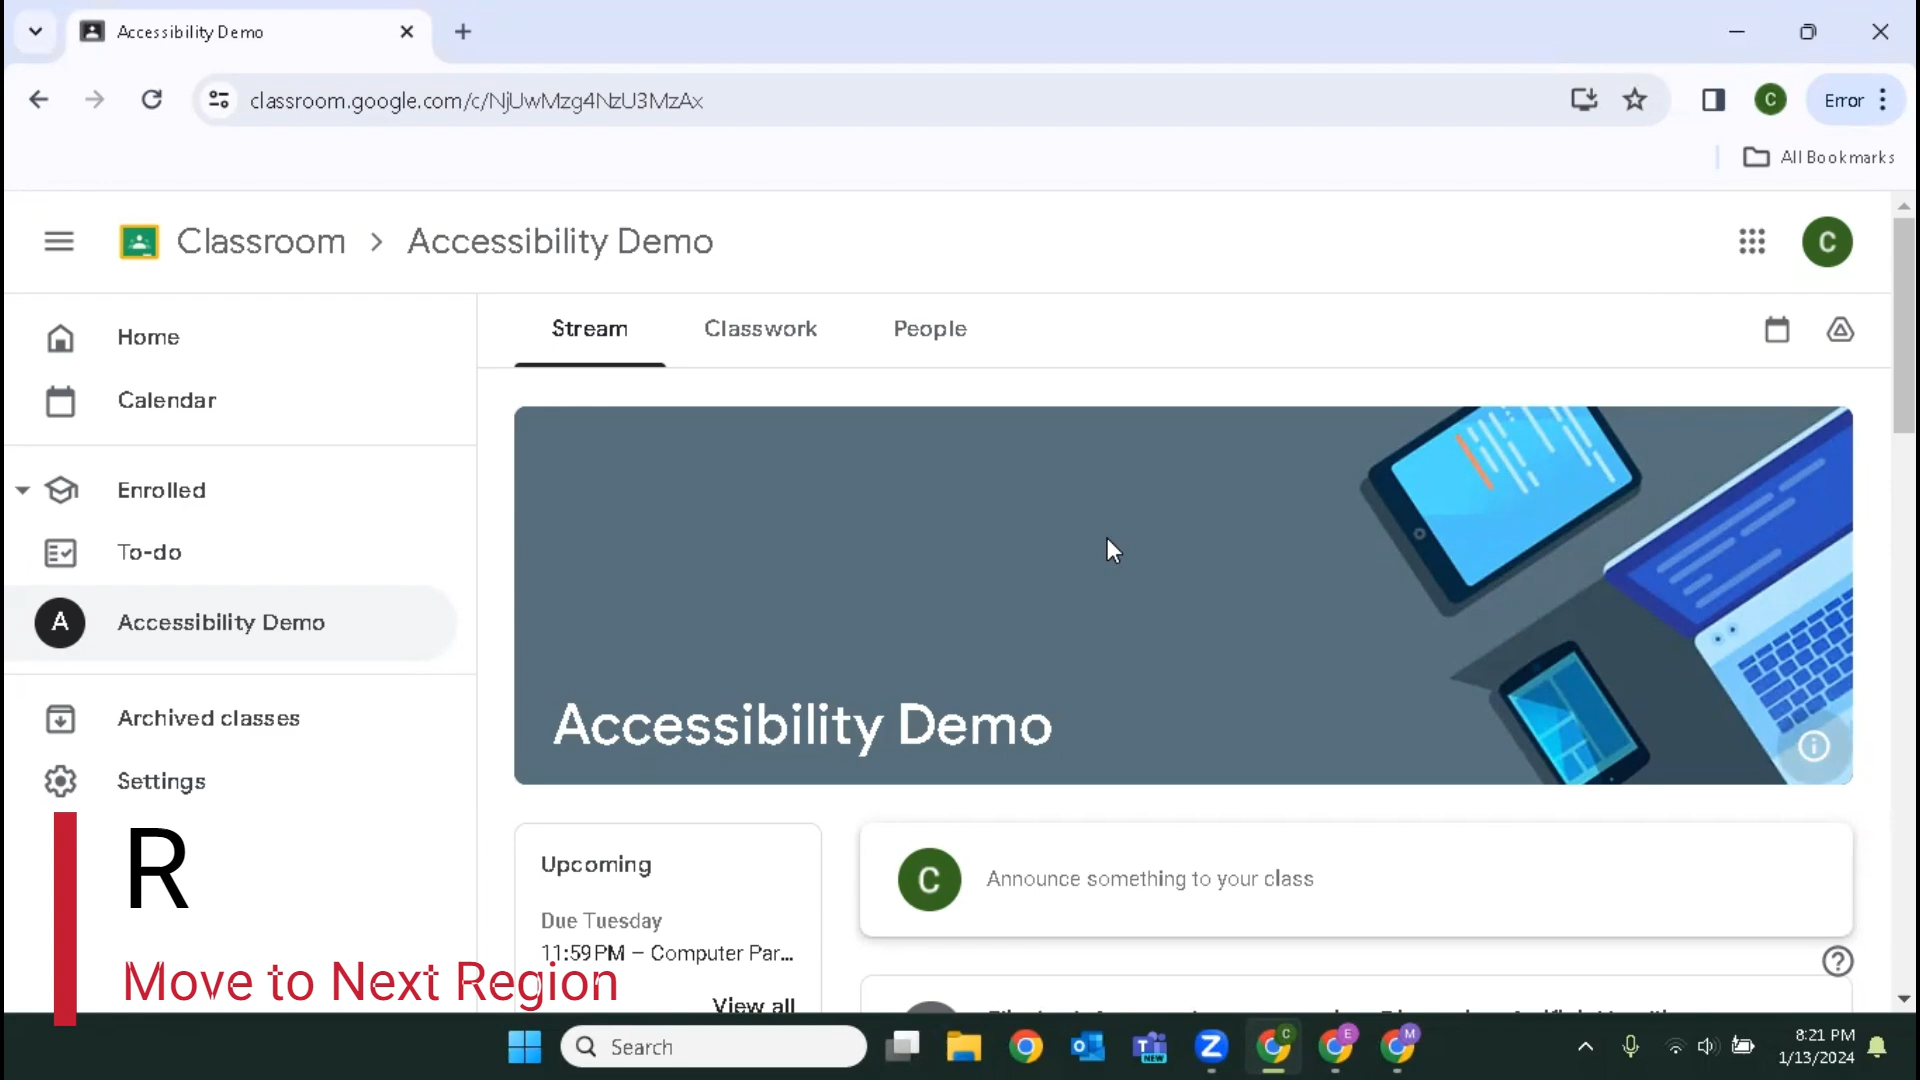 Accessibility Demo
classroom.google.com/c/NjUwMzg4NzU3MzAx
C
Error
All Bookmarks
Classroom > Accessibility Demo
C
Home
Calendar
Enrolled
To-do
A
Accessibility Demo
Archived classes
Settings
Stream
Classwork
People
Accessibility Demo
Upcoming
Due Tuesday
11:59 PM – Computer Par...
View all
C
Announce something to your class
R
Move to Next Region
Search
NEW
C
E
M
8:21 PM
1/13/2024